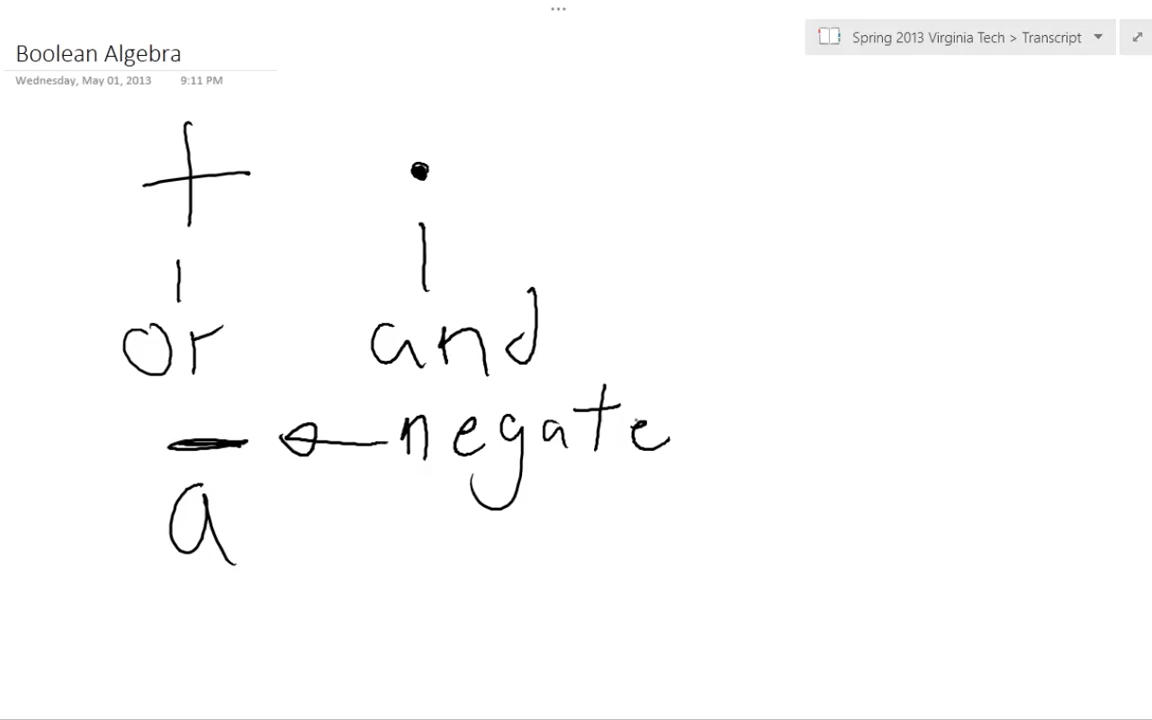 Spring 2013 Virginia Tech > Transcript
Boolean Algebra
Wednesday, May 01, 2013 9:11 PM
+ •
| |
or and
— ← negate
a